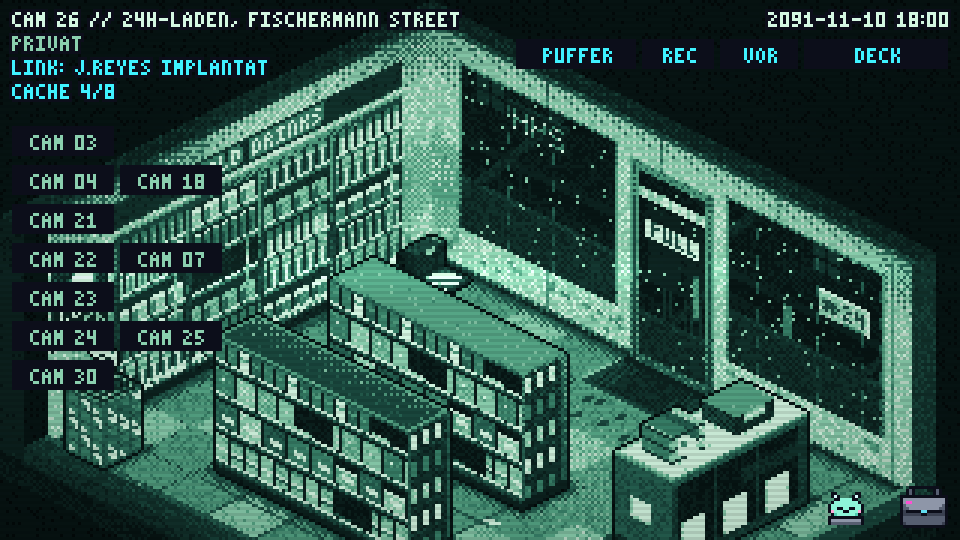 CAM 26 // 24H-LADEN, FISCHERMANN STREET
2091-11-10 18:00
PRIVAT
LINK: J.REYES IMPLANTAT
CACHE 4/8
PUFFER REC VOR DECK
DRINKS
CAM 03
CAM 04 CAM 18
CAM 21
CAM 22 CAM 07
CAM 23
CAM 24 CAM 25
CAM 30